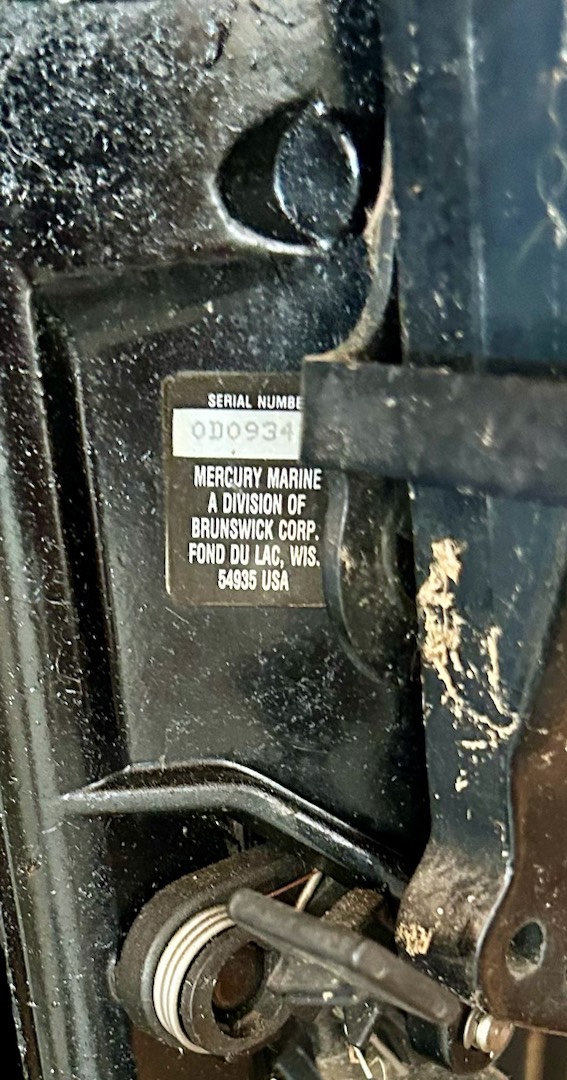 SERIAL NUMBE
0D0934
MERCURY MARINE
A DIVISION OF
BRUNSWICK CORP.
FOND DU LAC, WIS.
54935 USA